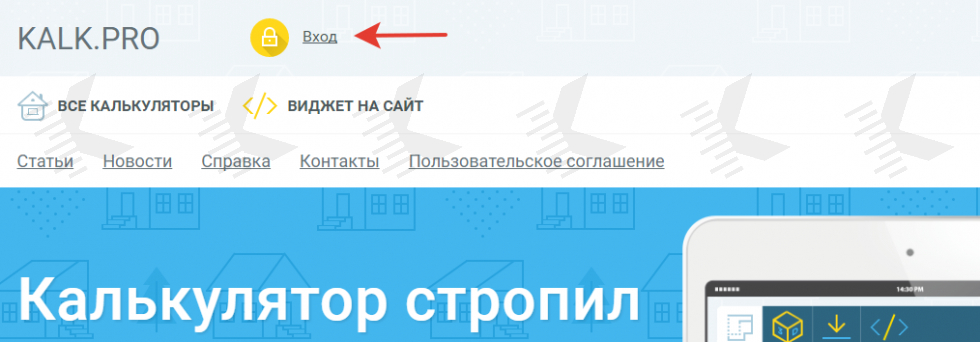 KALK.PRO Вход
ВСЕ КАЛЬКУЛЯТОРЫ </> ВИДЖЕТ НА САЙТ
Статьи Новости Справка Контакты Пользовательское соглашение
Калькулятор стропил
14:30 PM